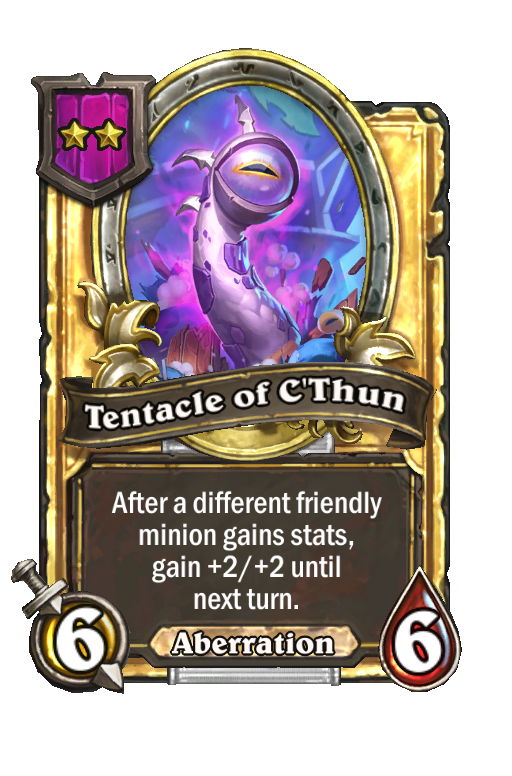 Tentacle of C'Thun
After a different friendly
minion gains stats,
gain +2/+2 until
next turn.
6
Aberration
6